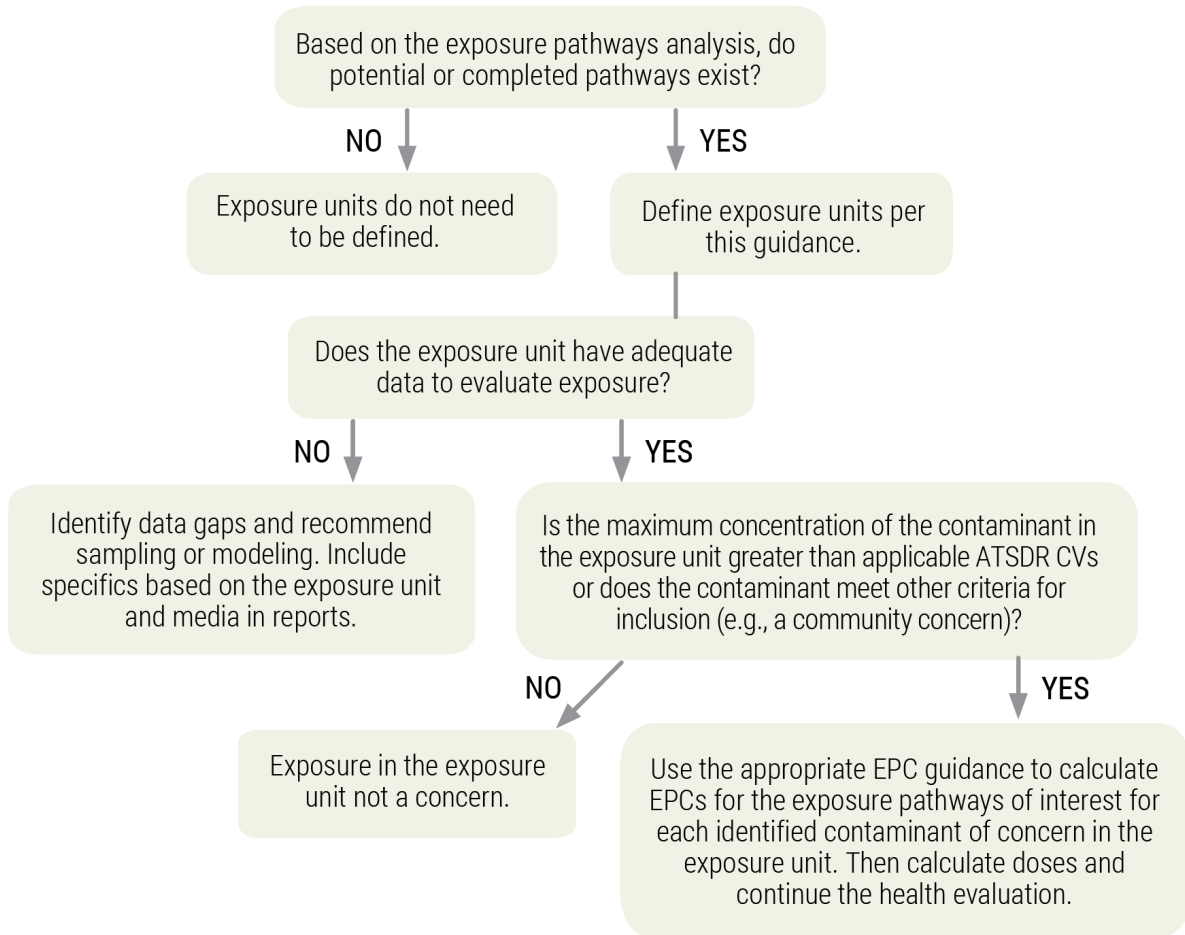 Based on the exposure pathways analysis, do
potential or completed pathways exist?
NO
YES
Exposure units do not need
to be defined.
Define exposure units per
this guidance.
Does the exposure unit have adequate
data to evaluate exposure?
NO
YES
Identify data gaps and recommend
sampling or modeling. Include
specifics based on the exposure unit
and media in reports.
Is the maximum concentration of the contaminant in
the exposure unit greater than applicable ATSDR CVs
or does the contaminant meet other criteria for
inclusion (e.g., a community concern)?
NO
YES
Exposure in the exposure
unit not a concern.
Use the appropriate EPC guidance to calculate
EPCs for the exposure pathways of interest for
each identified contaminant of concern in the
exposure unit. Then calculate doses and
continue the health evaluation.